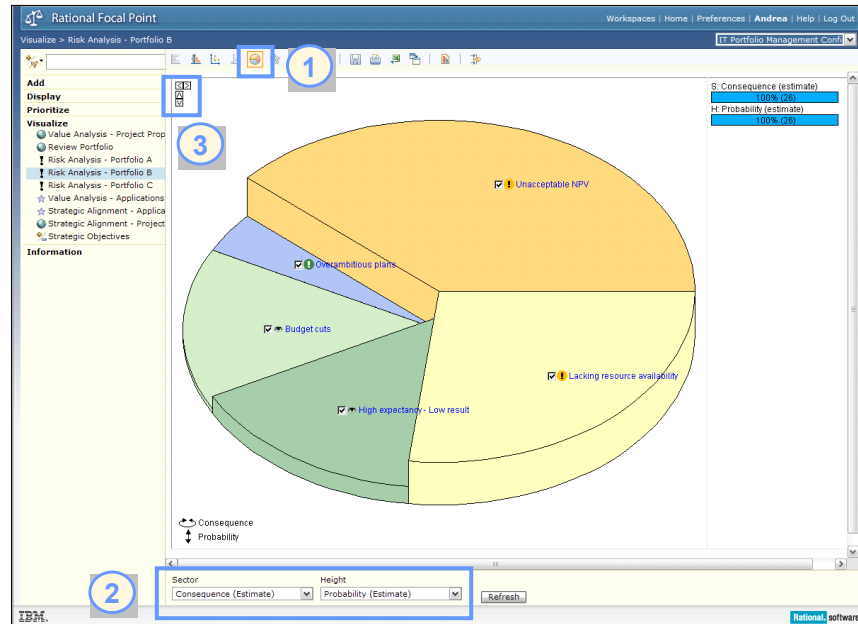 Rational Focal Point
Workspaces | Home | Preferences | Andrea | Help | Log Out
Visualize > Risk Analysis - Portfolio B
IT Portfolio Management Confi
1
Add
Display
Prioritize
Visualize
Value Analysis - Project Prop
Review Portfolio
Risk Analysis - Portfolio A
Risk Analysis - Portfolio B
Risk Analysis - Portfolio C
Value Analysis - Applications
Strategic Alignment - Applica
Strategic Alignment - Project
Strategic Objectives
Information
3
S: Consequence (estimate)
100% (26)
H: Probability (estimate)
100% (26)
Unacceptable NPV
Overambitious plans
Budget cuts
Lacking resource availability
High expectancy - Low result
Consequence
Probability
2
Sector
Height
Consequence (Estimate)
Probability (Estimate)
Refresh
IBM.
Rational. software